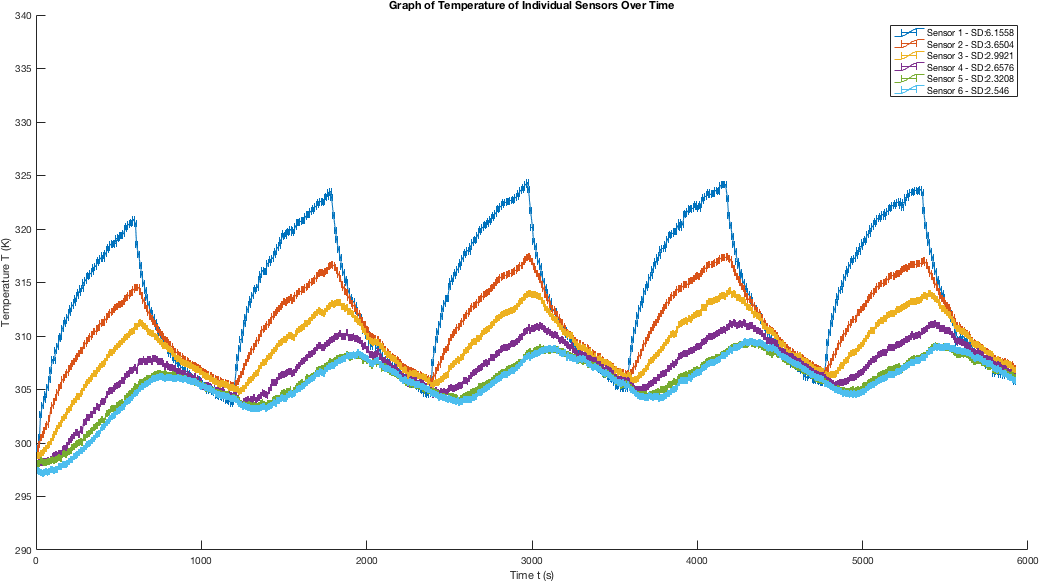 Graph of Temperature of Individual Sensors Over Time
340
335
330
325
320
315
310
305
300
295
290
Temperature T (K)
Sensor 1 - SD:6.1558
Sensor 2 - SD:3.6504
Sensor 3 - SD:2.9921
Sensor 4 - SD:2.6576
Sensor 5 - SD:2.3208
Sensor 6 - SD:2.546
0 1000 2000 3000 4000 5000 6000
Time t (s)